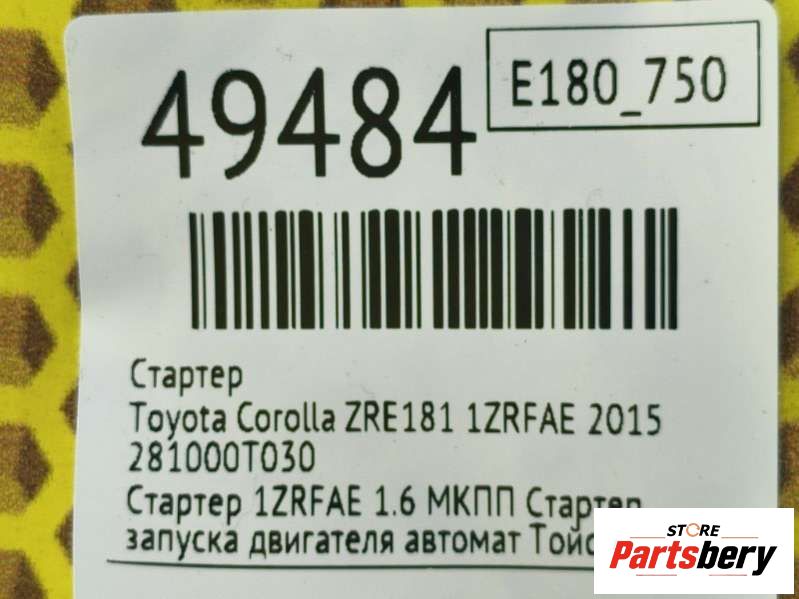 49484
E180_750
Стартер
Toyota Corolla ZRE181 1ZRFAE 2015
281000T030
Стартер 1ZRFAE 1.6 МКПП Стартер
запуска двигателя автомат
STORE
Partsbery